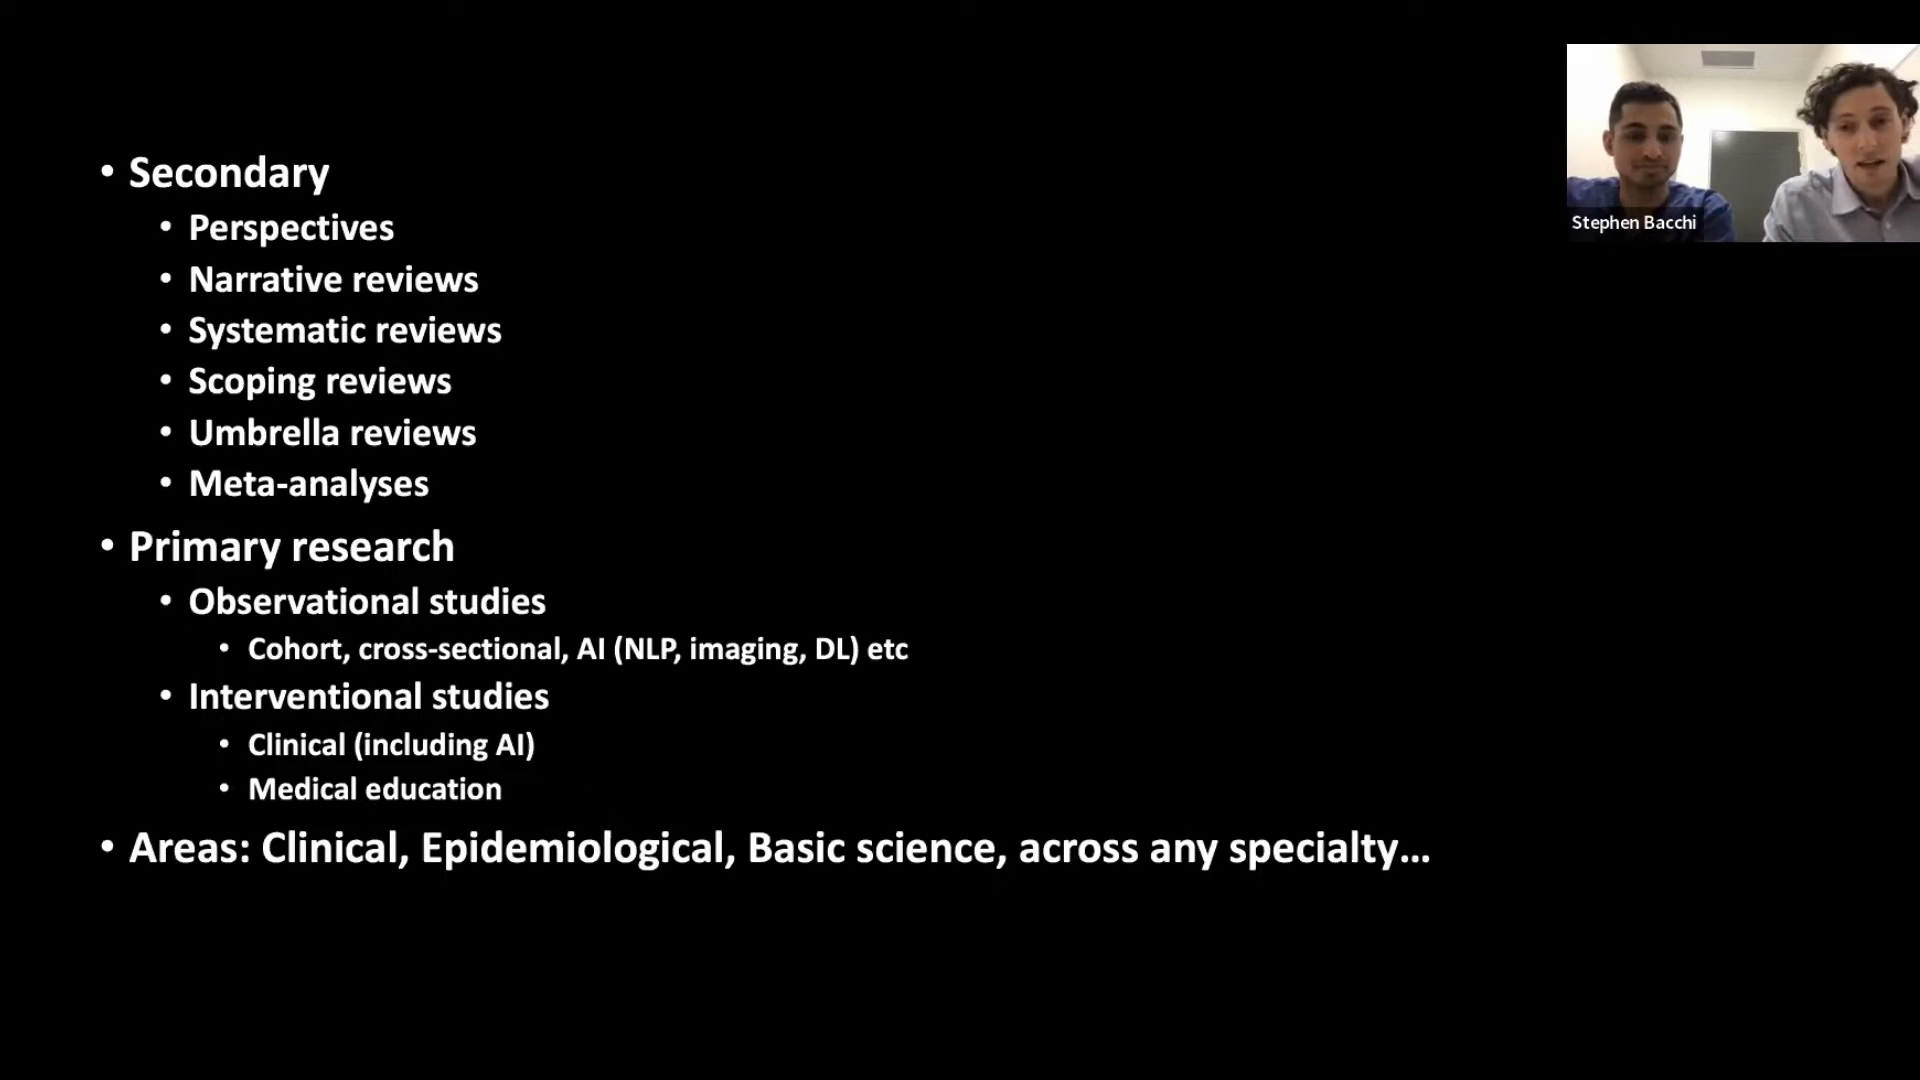 • Secondary
• Perspectives
• Narrative reviews
• Systematic reviews
• Scoping reviews
• Umbrella reviews
• Meta-analyses
• Primary research
• Observational studies
• Cohort, cross-sectional, AI (NLP, imaging, DL) etc
• Interventional studies
• Clinical (including AI)
• Medical education
• Areas: Clinical, Epidemiological, Basic science, across any specialty...
Stephen Bacchi